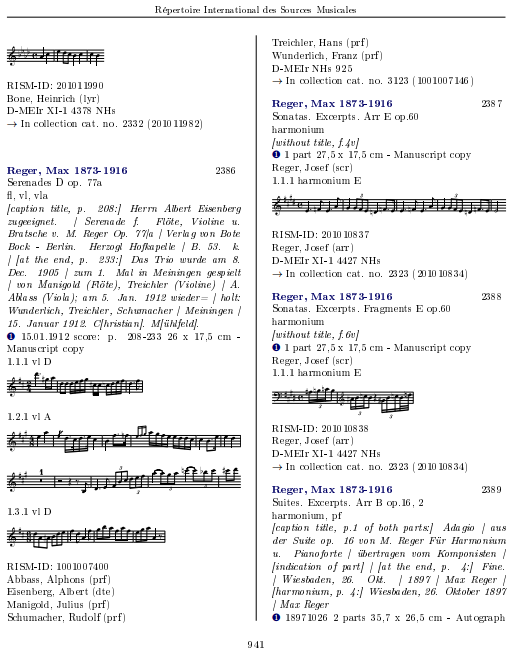 Répertoire International des Sources Musicales
RISM-ID: 201011990
Bone, Heinrich (lyr)
D-MEIr XI-1 4378 NHs
→ In collection cat. no. 2332 (201011982)
Reger, Max 1873-1916 2386
Serenades D op. 77a
fl, vl, vla
[caption title, p. 208:] Herrn Albert Eisenberg
zugeeignet. | Serenade f. Flöte, Violine u.
Bratsche v. M. Reger Op. 77/a | Verlag von Bote
Bock - Berlin. Herzogl Hofkapelle | B. 53. k.
| [at the end, p. 233:] Das Trio wurde am 8.
Dec. 1905 | zum 1. Mal in Meiningen gespielt
| von Manigold (Flöte), Treichler (Violine) | A.
Abbass (Viola); am 5. Jan. 1912 wieder= | holt:
Wunderlich, Treichler, Schumacher | Meiningen |
15. Januar 1912. C[hristian]. M[ühlfeld].
❶ 15.01.1912 score: p. 208-233 26 x 17,5 cm -
Manuscript copy
1.1.1 vl D
1.2.1 vl A
1.3.1 vl D
RISM-ID: 1001007400
Abbass, Alphons (prf)
Eisenberg, Albert (dte)
Manigold, Julius (prf)
Schumacher, Rudolf (prf)
Treichler, Hans (prf)
Wunderlich, Franz (prf)
D-MEIr NHs 925
→ In collection cat. no. 3123 (1001007146)
Reger, Max 1873-1916 2387
Sonatas. Excerpts. Arr E op.60
harmonium
[without title, f.4v]
❶ 1 part 27,5 x 17,5 cm - Manuscript copy
Reger, Josef (scr)
1.1.1 harmonium E
RISM-ID: 201010837
Reger, Josef (arr)
D-MEIr XI-1 4427 NHs
→ In collection cat. no. 2323 (201010834)
Reger, Max 1873-1916 2388
Sonatas. Excerpts. Fragments E op.60
harmonium
[without title, f.6v]
❶ 1 part 27,5 x 17,5 cm - Manuscript copy
Reger, Josef (scr)
1.1.1 harmonium E
RISM-ID: 201010838
Reger, Josef (arr)
D-MEIr XI-1 4427 NHs
→ In collection cat. no. 2323 (201010834)
Reger, Max 1873-1916 2389
Suites. Excerpts. Arr B op.16, 2
harmonium, pf
[caption title, p.1 of both parts:] Adagio | aus
der Suite op. 16 von M. Reger Für Harmonium
u. Pianoforte | übertragen vom Komponisten |
[indication of part] | [at the end, p. 4:] Fine.
| Wiesbaden, 26. Okt. | 1897 | Max Reger |
[harmonium, p. 4:] Wiesbaden, 26. Oktober 1897
| Max Reger
❶ 18971026 2 parts 35,7 x 26,5 cm - Autograph
941